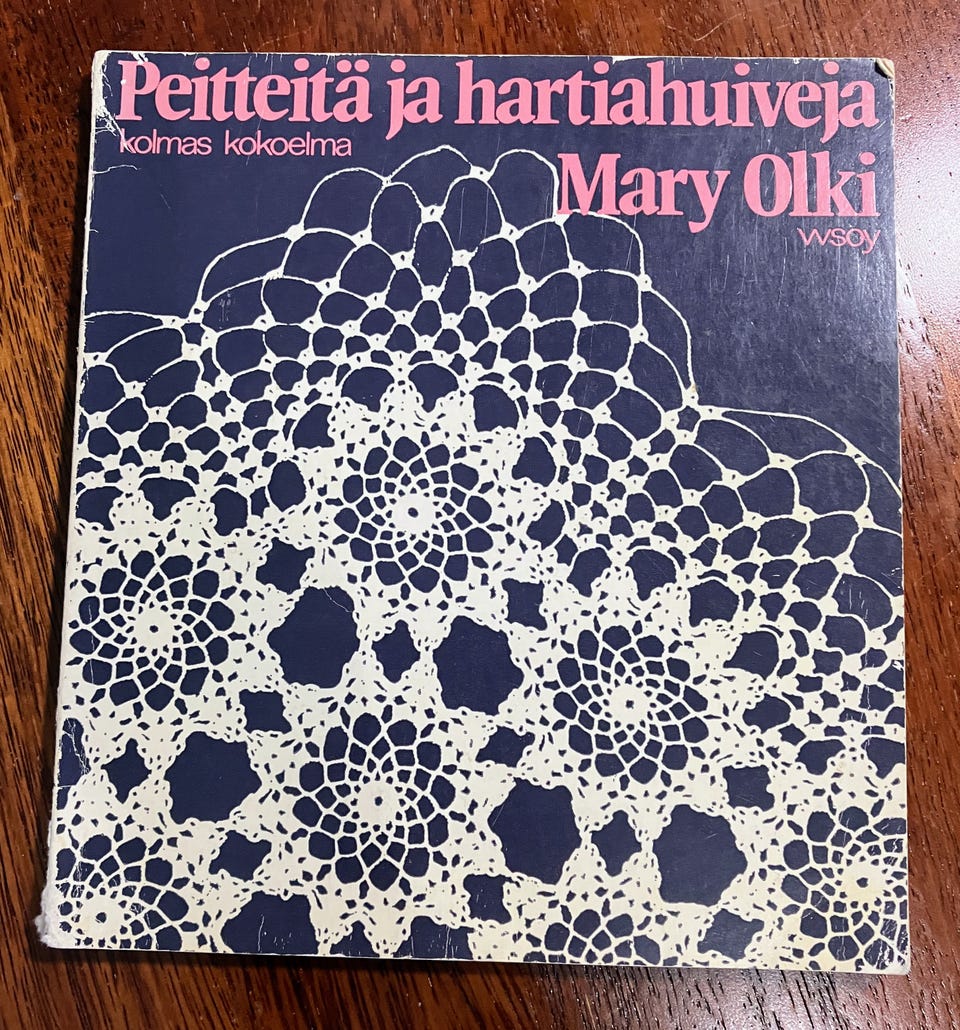 Peitteitä ja hartiahuiveja
kolmas kokoelma
Mary Olki
wsoy